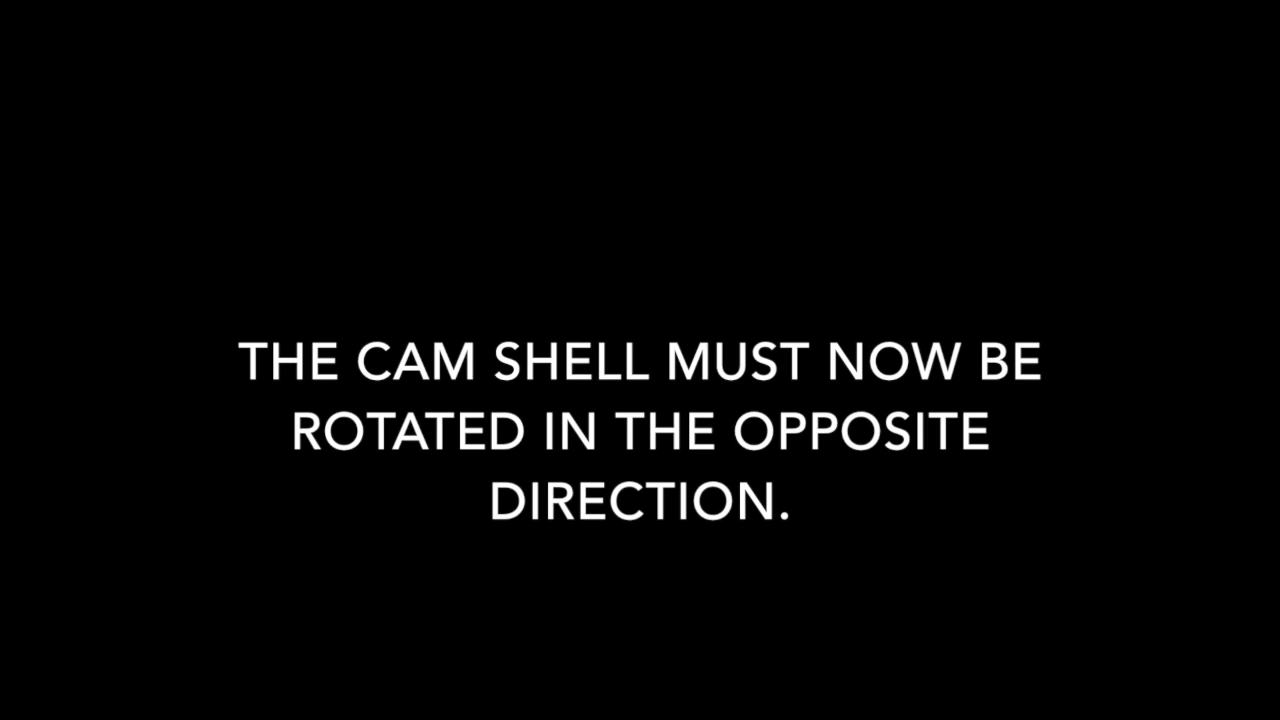 THE CAM SHELL MUST NOW BE
ROTATED IN THE OPPOSITE
DIRECTION.